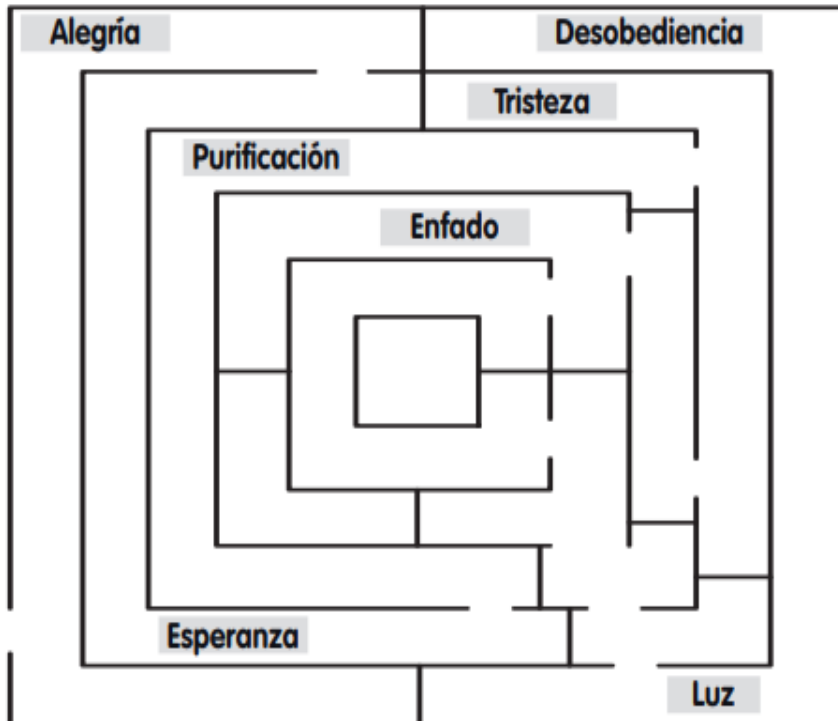 Alegría
Desobediencia
Tristeza
Purificación
Enfado
Esperanza
Luz